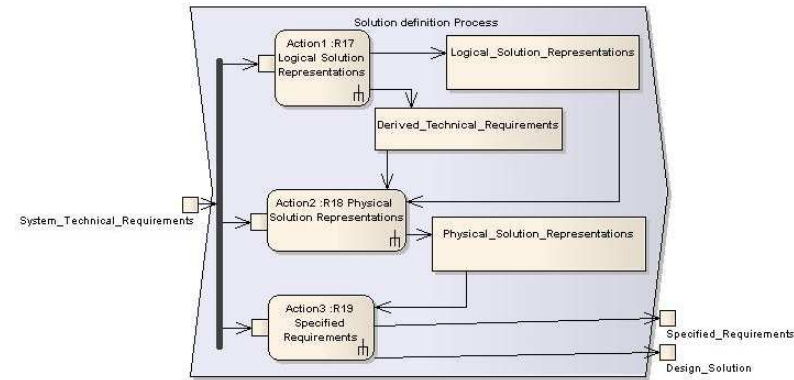 Solution definition Process
Action1 :R17
Logical Solution
Representations
Logical_Solution_Representations
Derived_Technical_Requirements
Action2 :R18 Physical
Solution Representations
System_Technical_Requirements
Physical_Solution_Representations
Action3 :R19
Specified
Requirements
Specified_Requirements
Design_Solution